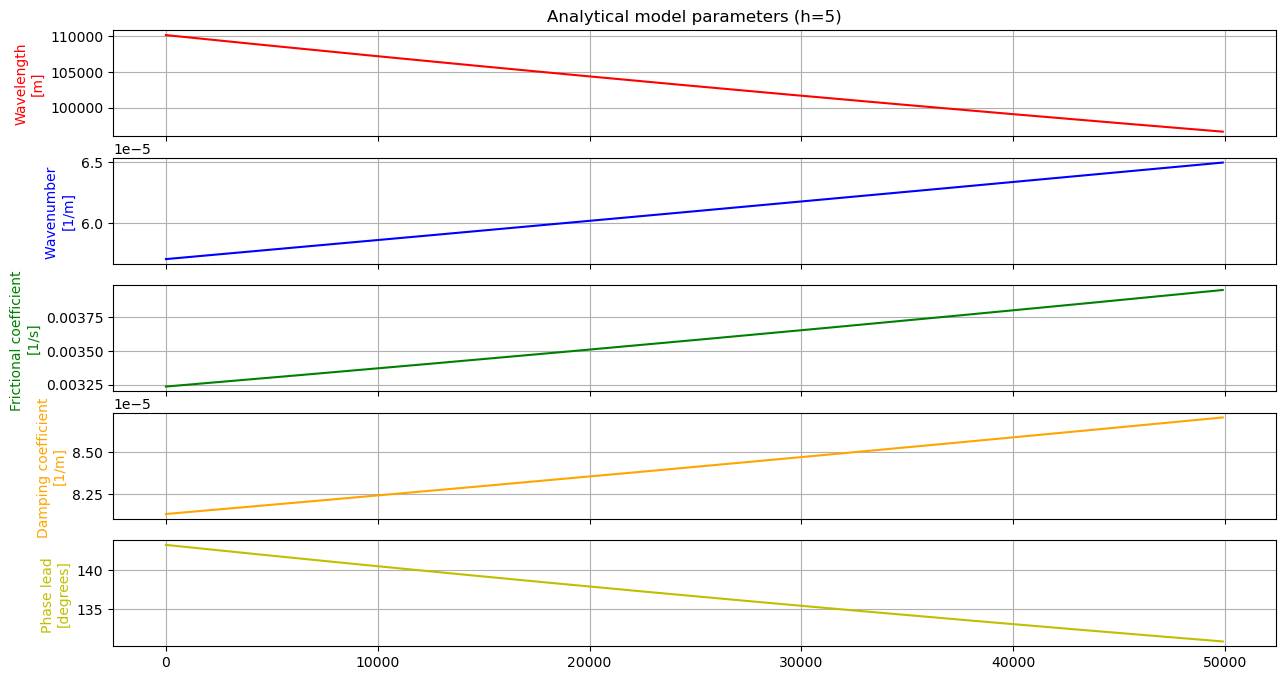 Analytical model parameters (h=5)
Wavelength
[m]
110000
105000
100000
1e−5
Wavenumber
[1/m]
6.5
6.0
Frictional coefficient
[1/s]
0.00375
0.00350
0.00325
1e−5
Damping coefficient
[1/m]
8.50
8.25
Phase lead
[degrees]
140
135
0 10000 20000 30000 40000 50000